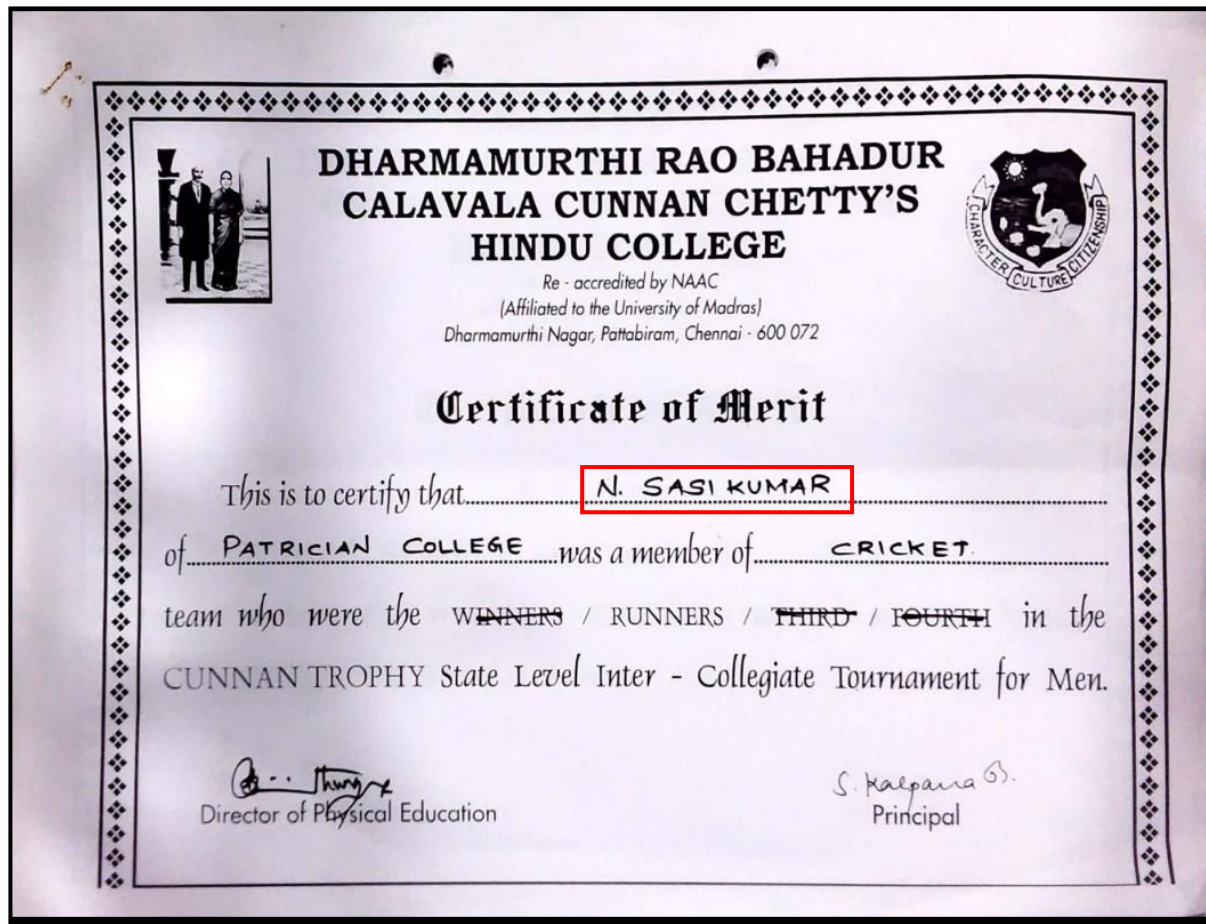 DHARMAMURTHI RAO BAHADUR
CALAVALA CUNNAN CHETTY'S
HINDU COLLEGE
CHARACTER CULTURE CITIZENSHIP
Re - accredited by NAAC
(Affiliated to the University of Madras)
Dharmamurthi Nagar, Pattabiram, Chennai - 600 072
Certificate of Merit
This is to certify that N. SASI KUMAR
of PATRICIAN COLLEGE was a member of CRICKET.
team who were the WINNERS / RUNNERS / THIRD / FOURTH in the
CUNNAN TROPHY State Level Inter - Collegiate Tournament for Men.
S. Kalpana
Director of Physical Education
Principal